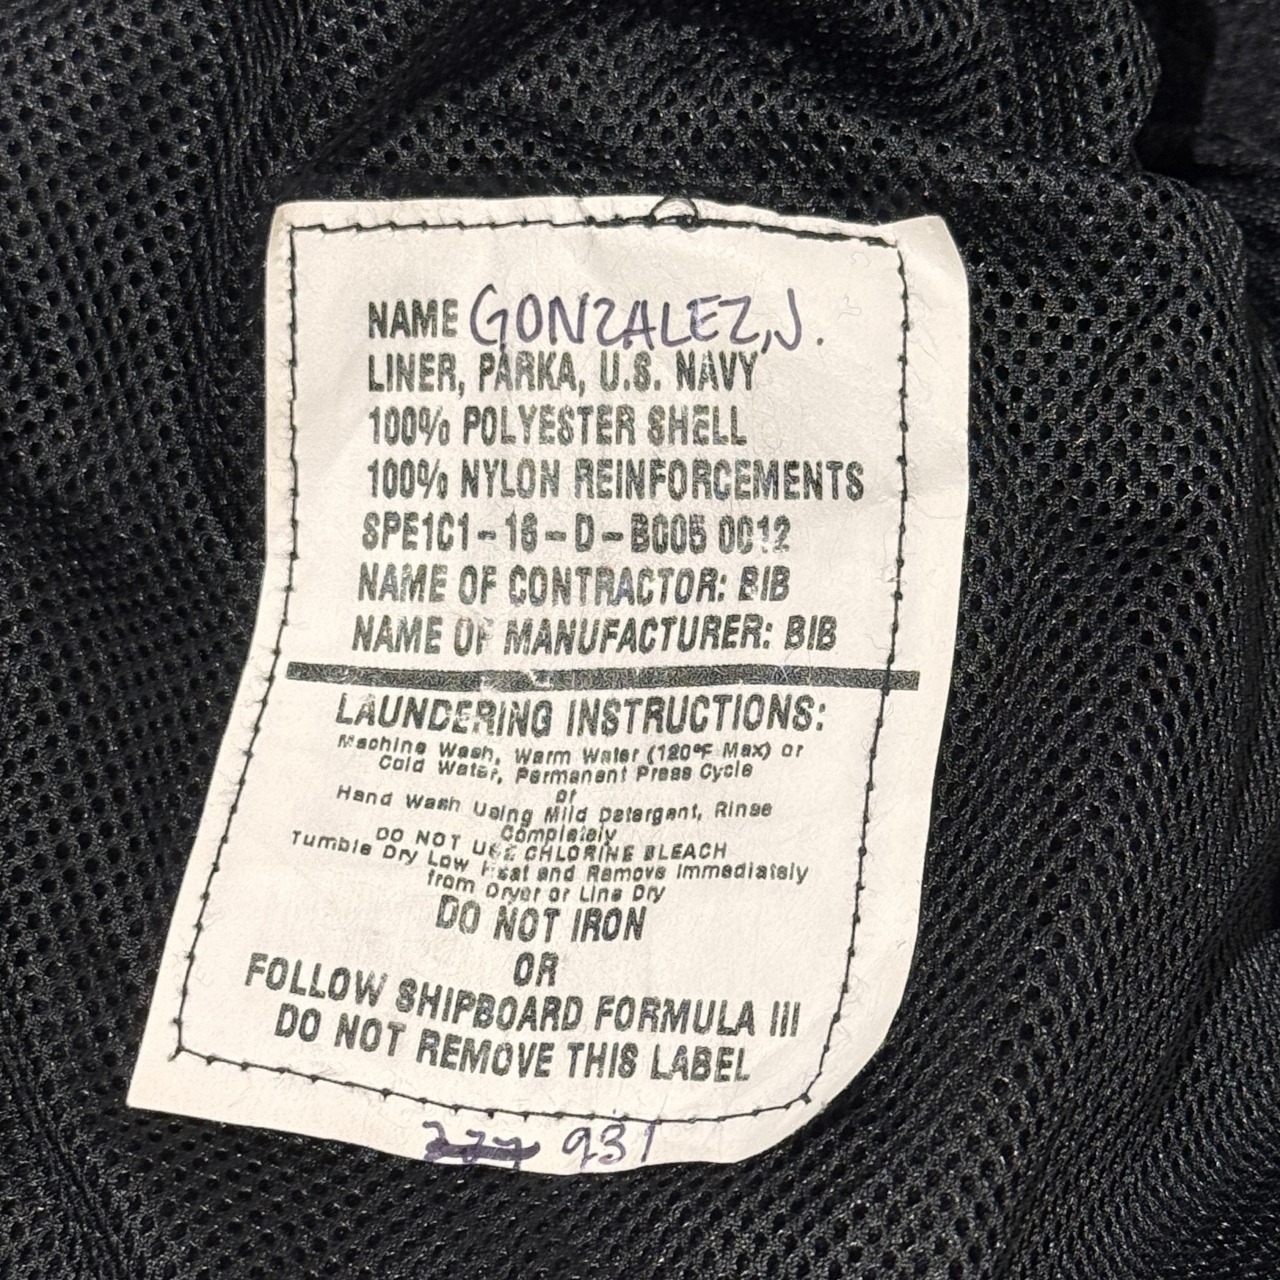 NAME GONZALEZ, J.
LINER, PARKA, U.S. NAVY
100% POLYESTER SHELL
100% NYLON REINFORCEMENTS
SPE1C1-18-D-B005 0012
NAME OF CONTRACTOR: BIB
NAME OF MANUFACTURER: BIB
LAUNDERING INSTRUCTIONS:
Machine Wash, Warm Water (120°F Max) or
Cold Water, Permanent Press Cycle
or
Hand Wash Using Mild Detergent, Rinse
Completely
DO NOT USE CHLORINE BLEACH
Tumble Dry Low Heat and Remove Immediately
from Dryer or Line Dry
DO NOT IRON
OR
FOLLOW SHIPBOARD FORMULA III
DO NOT REMOVE THIS LABEL
931